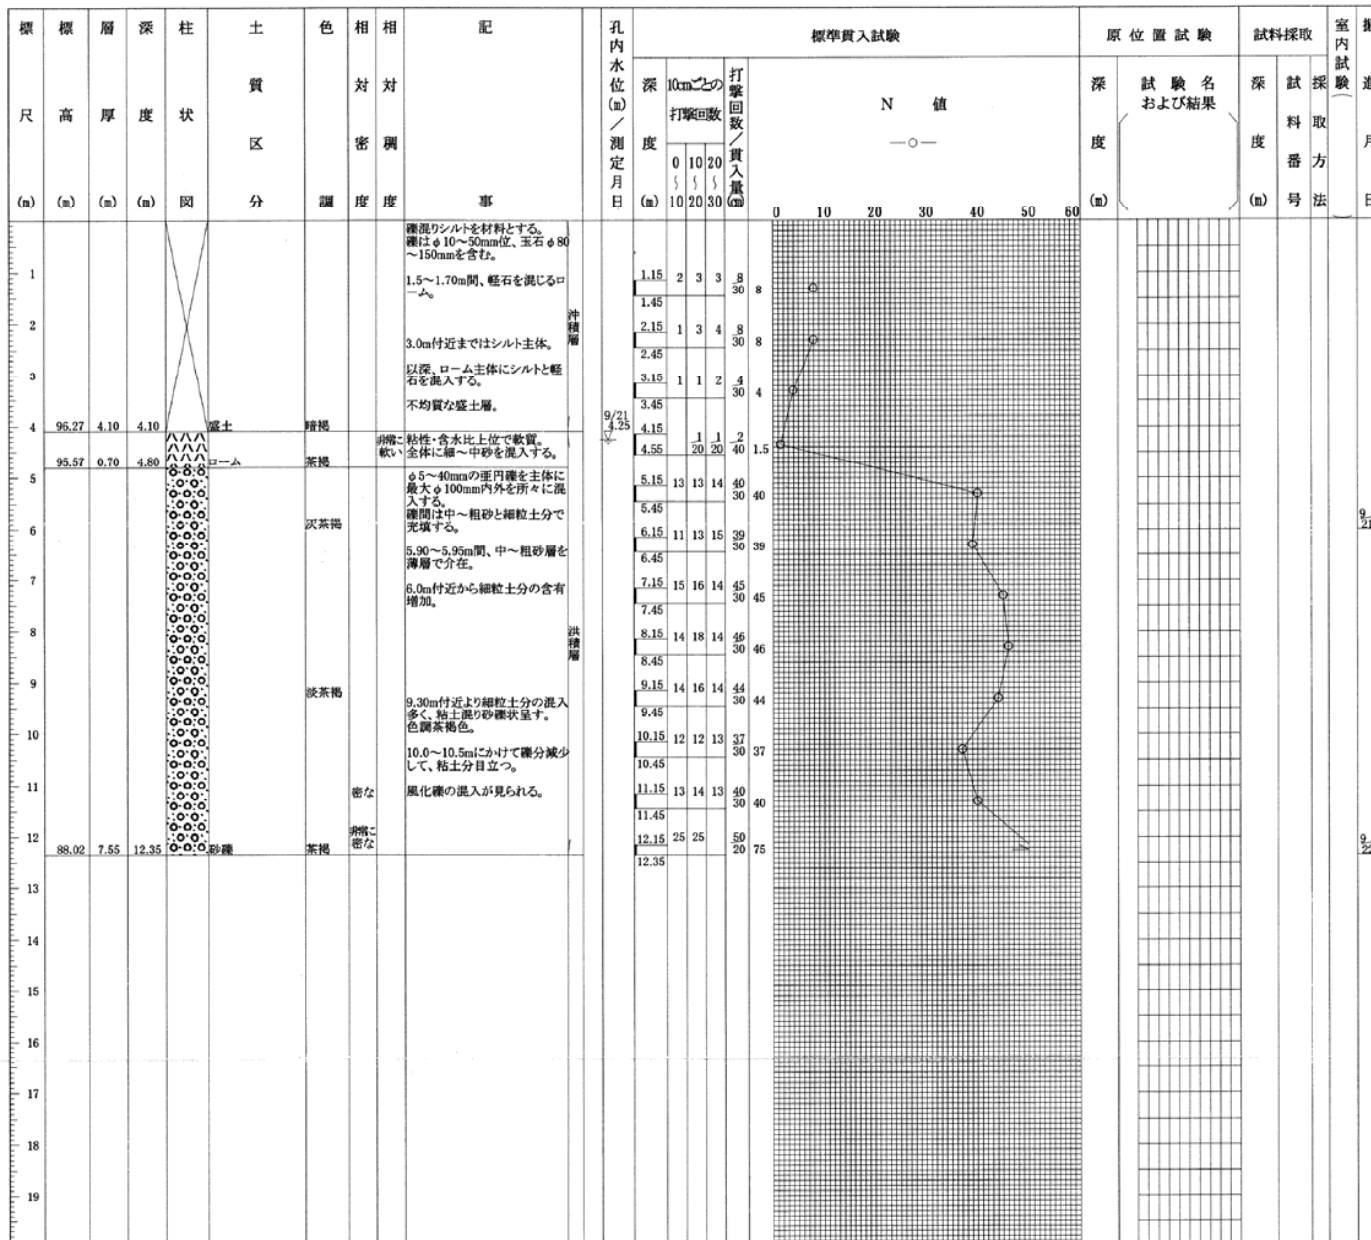 標尺(m)
標高(m)
層厚(m)
深度(m)
柱状図
土質区分
色調
相対密度
相対稠度
記事
孔内水位(m)/測定月日
標準貫入試験
深度(m)
10cmごとの打撃回数
0〜10
10〜20
20〜30
打撃回数/貫入量(cm)
N 値
—○—
0 10 20 30 40 50 60
原位置試験
深度(m)
試験名
および結果
試料採取
深度(m)
試料番号
採取方法
室内試験(
掘進月日
礫混りシルトを材料とする。
礫はφ10〜50mm位、玉石φ80
〜150mmを含む。
1.5〜1.70m間、軽石を混じるロ
ーム。
3.0m付近まではシルト主体。
以深、ローム主体にシルトと軽
石を混入する。
不均質な盛土層。
沖積層
96.27 4.10 4.10 盛土 暗褐
9/21
4.25
非常に
軟い
粘性・含水比上位で軟質。
全体に細〜中砂を混入する。
95.57 0.70 4.80 ローム 茶褐
φ5〜40mmの亜円礫を主体に
最大φ100mm内外を所々に混
入する。
礫間は中〜粗砂と細粒土分で
充填する。
灰茶褐
5.90〜5.95m間、中〜粗砂層を
薄層で介在。
6.0m付近から細粒土分の含有
増加。
洪積層
淡茶褐
9.30m付近より細粒土分の混入
多く、粘土混り砂礫状呈す。
色調茶褐色。
10.0〜10.5mにかけて礫分減少
して、粘土分目立つ。
密な
風化礫の混入が見られる。
非常に
密な
88.02 7.55 12.35 砂礫 茶褐
1.15 2 3 3 8/30 8
1.45
2.15 1 3 4 8/30 8
2.45
3.15 1 1 2 4/30 4
3.45
4.15 1/20 1/20 2/40 1.5
4.55
5.15 13 13 14 40/30 40
5.45
6.15 11 13 15 39/30 39
6.45
7.15 15 16 14 45/30 45
7.45
8.15 14 18 14 46/30 46
8.45
9.15 14 16 14 44/30 44
9.45
10.15 12 12 13 37/30 37
10.45
11.15 13 14 13 40/30 40
11.45
12.15 25 25 50/20 75
12.35
9/21
9/22
1
2
3
4
5
6
7
8
9
10
11
12
13
14
15
16
17
18
19